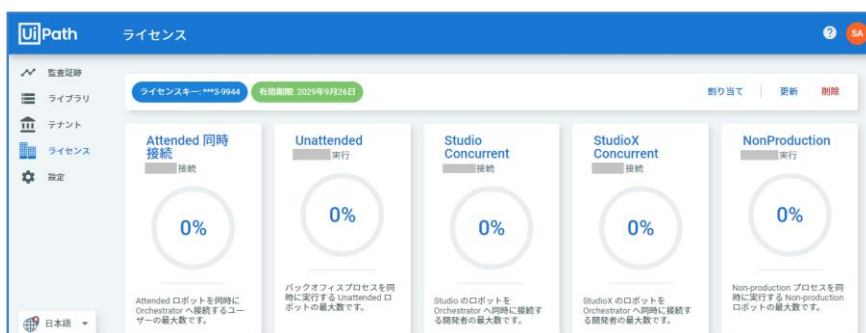 UiPath
ライセンス
SA
監査証跡
ライブラリ
テナント
ライセンス
設定
日本語
ライセンスキー: ***3-9944
有効期限: 2029年9月26日
割り当て
更新
削除
Attended 同時
接続
接続
0%
Attended ロボットを同時に
Orchestrator へ接続するユー
ザーの最大数です。
Unattended
実行
0%
バックオフィスプロセスを同
時に実行する Unattended ロ
ボットの最大数です。
Studio
Concurrent
接続
0%
Studio のロボットを
Orchestrator へ同時に接続す
る開発者の最大数です。
StudioX
Concurrent
接続
0%
StudioX のロボットを
Orchestrator へ同時に接続す
る開発者の最大数です。
NonProduction
実行
0%
Non-production プロセスを同
時に実行する Non-production
ロボットの最大数です。